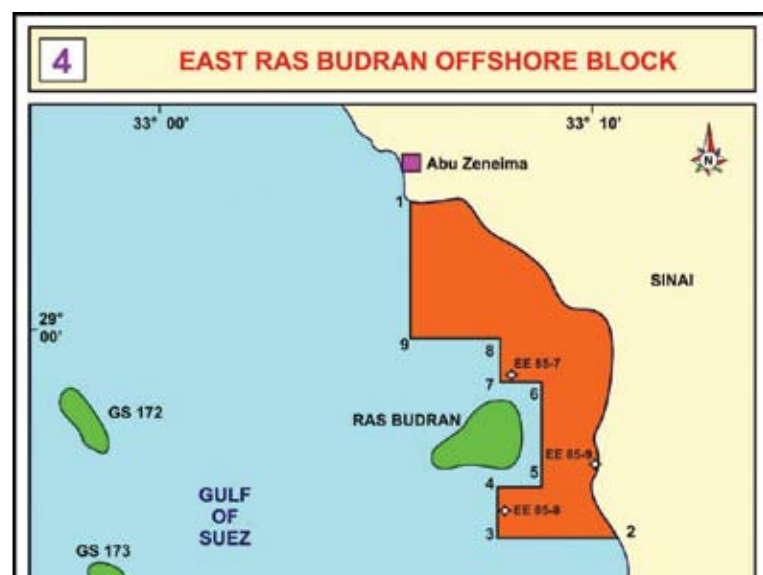 4
EAST RAS BUDRAN OFFSHORE BLOCK
33° 00'
33° 10'
N
Abu Zeneima
1
SINAI
29°
00'
9
8
EE 85-7
7
6
GS 172
RAS BUDRAN
EE 85-9
5
4
GULF
OF
SUEZ
EE 85-8
3
2
GS 173